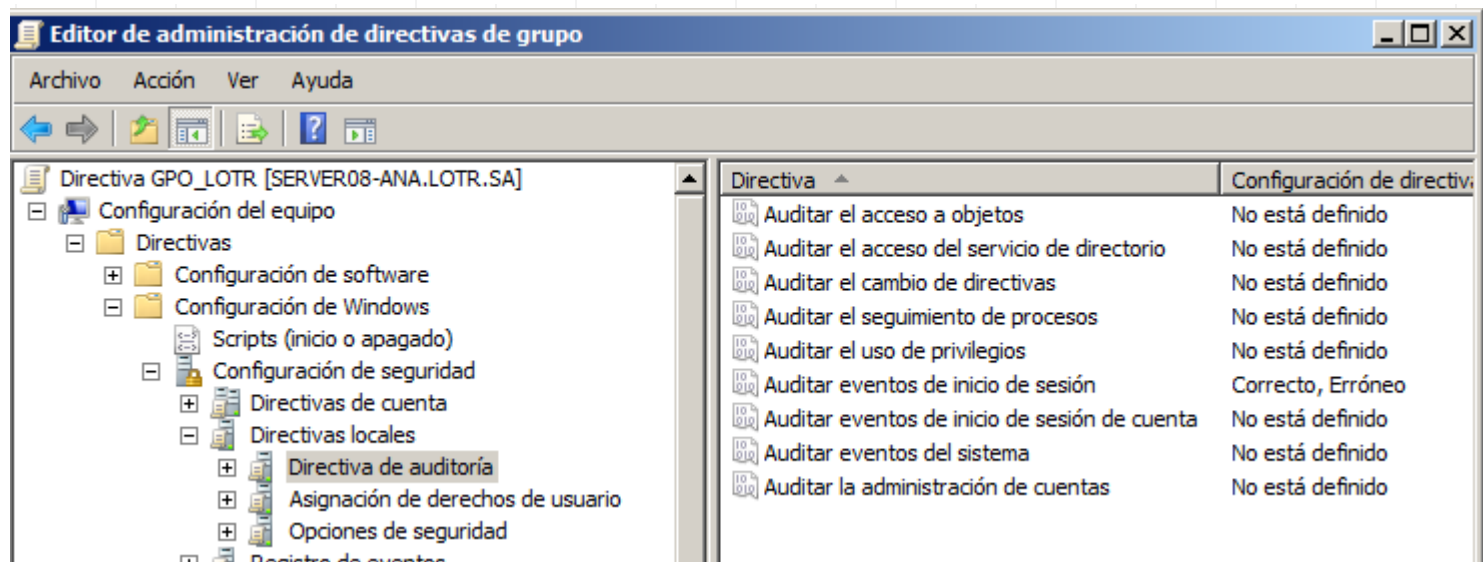 Editor de administración de directivas de grupo
Archivo Acción Ver Ayuda
Directiva GPO_LOTR [SERVER08-ANA.LOTR.SA]
Configuración del equipo
Directivas
Configuración de software
Configuración de Windows
Scripts (inicio o apagado)
Configuración de seguridad
Directivas de cuenta
Directivas locales
Directiva de auditoría
Asignación de derechos de usuario
Opciones de seguridad
Registro de eventos
Directiva Configuración de directiva
Auditar el acceso a objetos No está definido
Auditar el acceso del servicio de directorio No está definido
Auditar el cambio de directivas No está definido
Auditar el seguimiento de procesos No está definido
Auditar el uso de privilegios No está definido
Auditar eventos de inicio de sesión Correcto, Erróneo
Auditar eventos de inicio de sesión de cuenta No está definido
Auditar eventos del sistema No está definido
Auditar la administración de cuentas No está definido